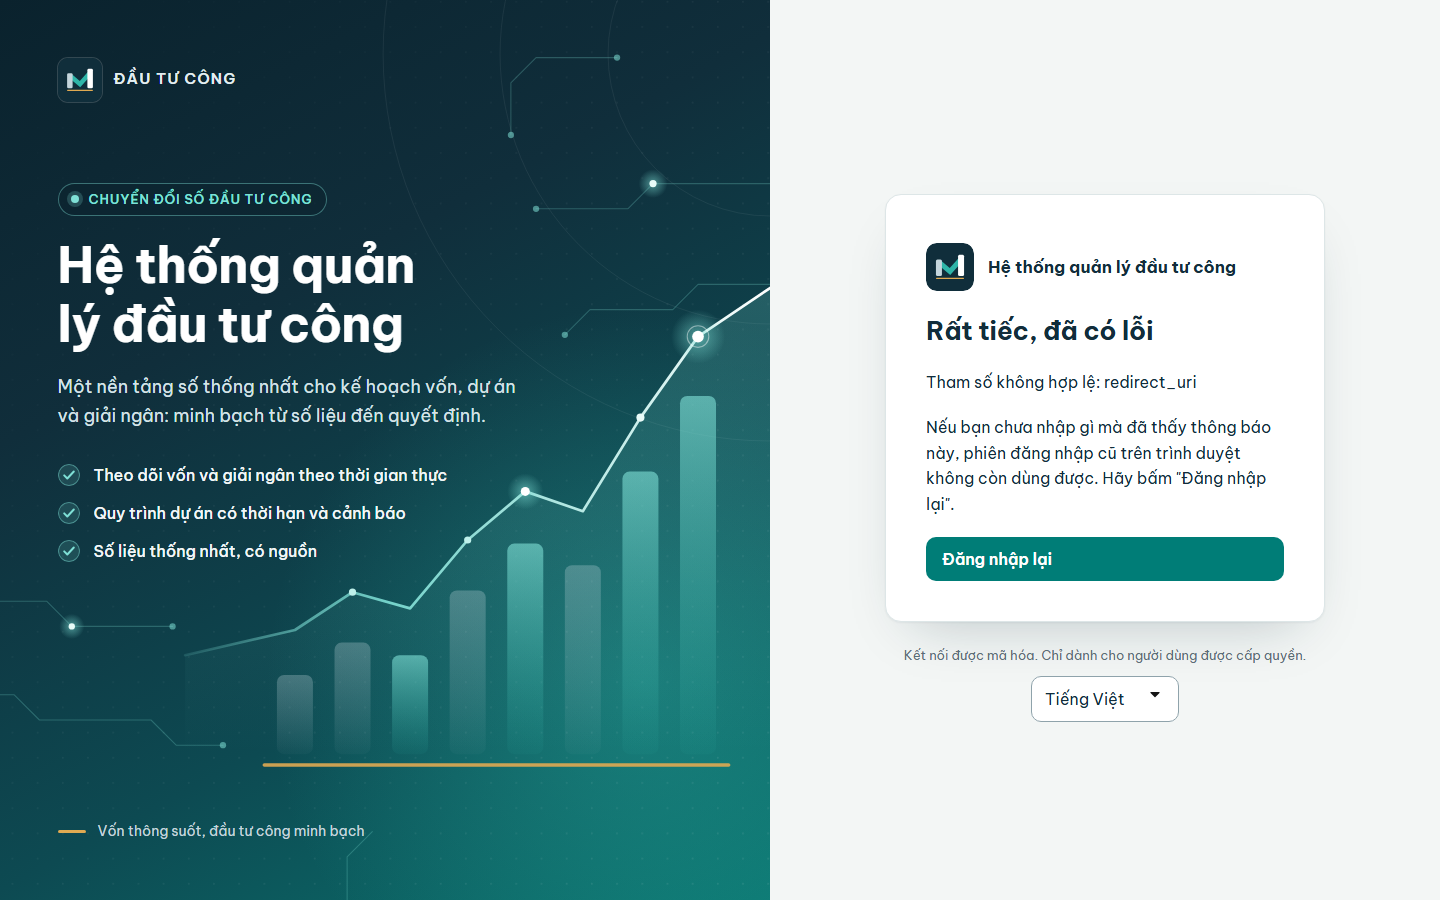 ĐẦU TƯ CÔNG
CHUYỂN ĐỔI SỐ ĐẦU TƯ CÔNG
Hệ thống quản
lý đầu tư công
Một nền tảng số thống nhất cho kế hoạch vốn, dự án
và giải ngân: minh bạch từ số liệu đến quyết định.
Theo dõi vốn và giải ngân theo thời gian thực
Quy trình dự án có thời hạn và cảnh báo
Số liệu thống nhất, có nguồn
Vốn thông suốt, đầu tư công minh bạch
Hệ thống quản lý đầu tư công
Rất tiếc, đã có lỗi
Tham số không hợp lệ: redirect_uri
Nếu bạn chưa nhập gì mà đã thấy thông báo
này, phiên đăng nhập cũ trên trình duyệt
không còn dùng được. Hãy bấm "Đăng nhập
lại".
Đăng nhập lại
Kết nối được mã hóa. Chỉ dành cho người dùng được cấp quyền.
Tiếng Việt